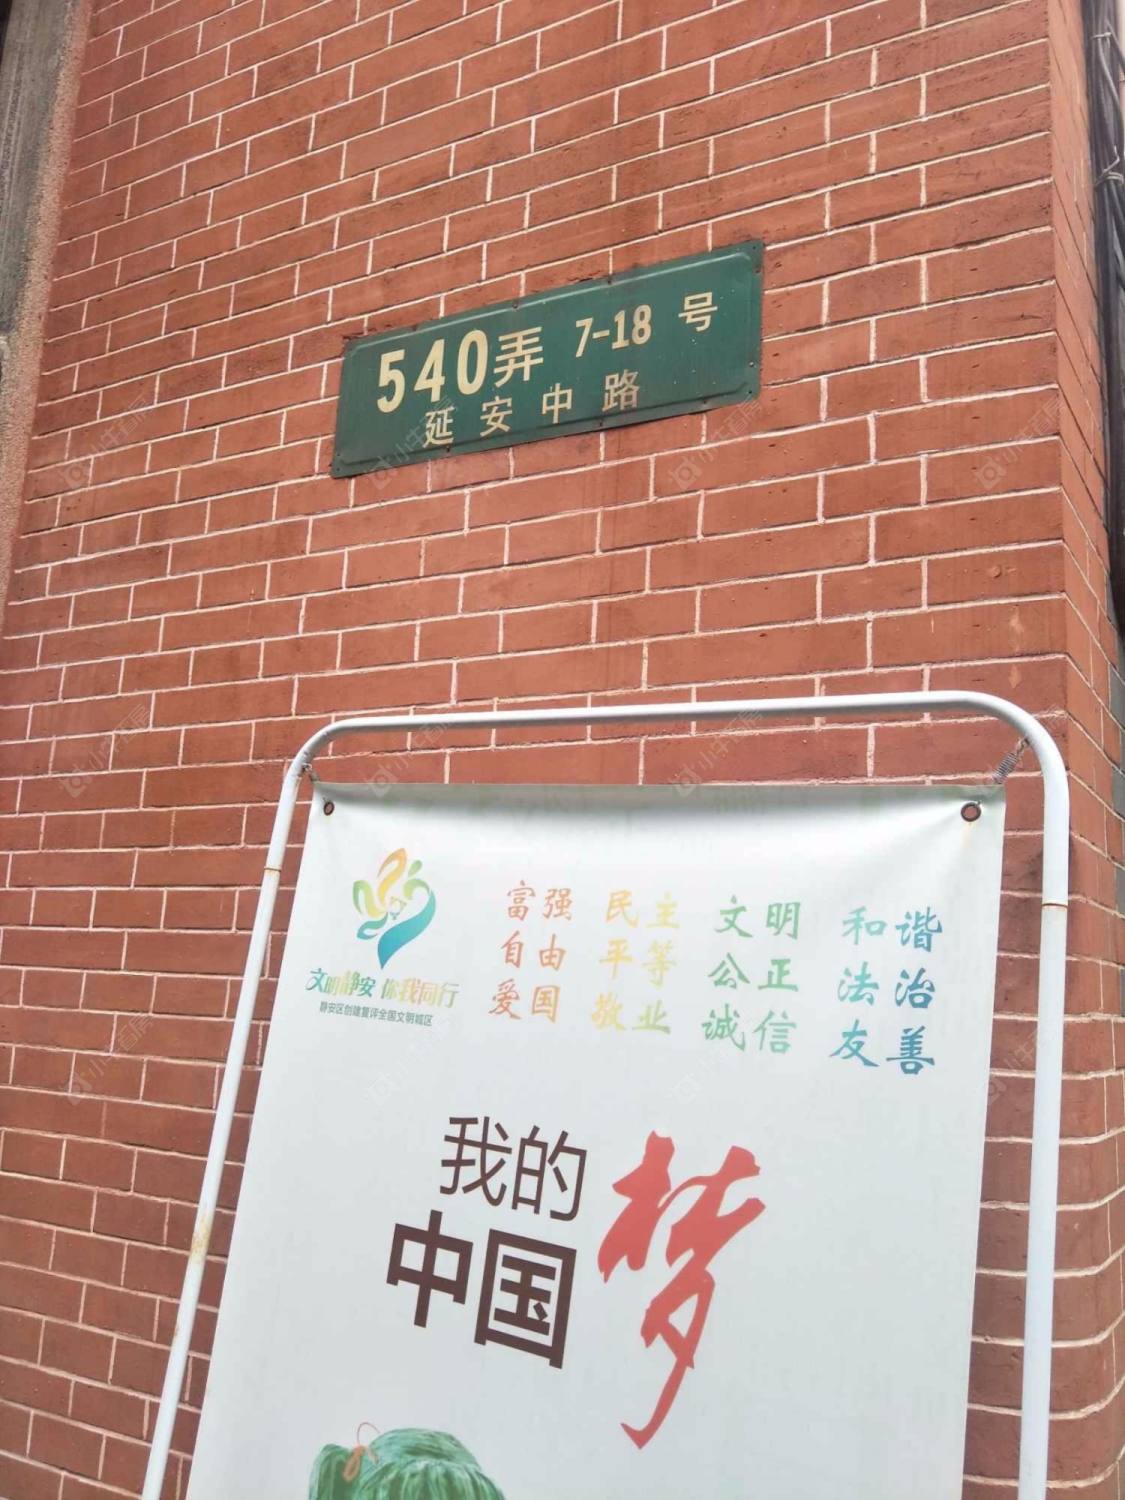 540弄 7-18 号
延安中路
富强 民主 文明 和谐
自由 平等 公正 法治
爱国 敬业 诚信 友善
文明静安 你我同行
静安区创建复评全国文明城区
我的
中国
梦